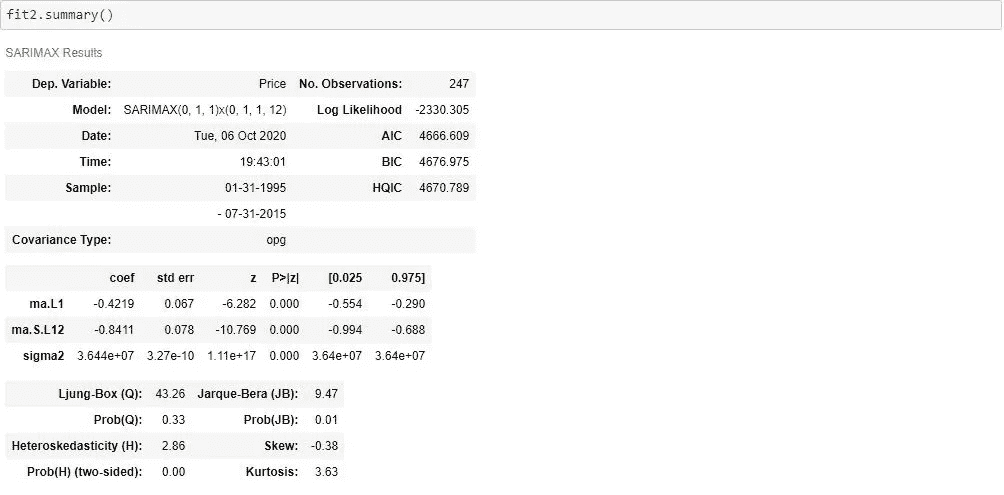 fit2.summary()
SARIMAX Results
Dep. Variable: Price No. Observations: 247
Model: SARIMAX(0, 1, 1)x(0, 1, 1, 12) Log Likelihood -2330.305
Date: Tue, 06 Oct 2020 AIC 4666.609
Time: 19:43:01 BIC 4676.975
Sample: 01-31-1995 HQIC 4670.789
- 07-31-2015
Covariance Type: opg
coef std err z P>|z| [0.025 0.975]
ma.L1 -0.4219 0.067 -6.282 0.000 -0.554 -0.290
ma.S.L12 -0.8411 0.078 -10.769 0.000 -0.994 -0.688
sigma2 3.644e+07 3.27e-10 1.11e+17 0.000 3.64e+07 3.64e+07
Ljung-Box (Q): 43.26 Jarque-Bera (JB): 9.47
Prob(Q): 0.33 Prob(JB): 0.01
Heteroskedasticity (H): 2.86 Skew: -0.38
Prob(H) (two-sided): 0.00 Kurtosis: 3.63